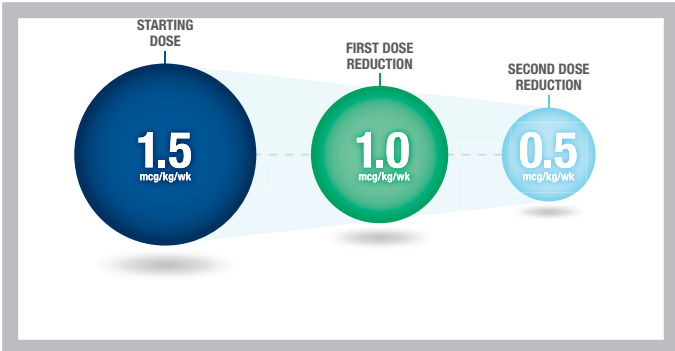 STARTING
DOSE
1.5
mcg/kg/wk
FIRST DOSE
REDUCTION
1.0
mcg/kg/wk
SECOND DOSE
REDUCTION
0.5
mcg/kg/wk